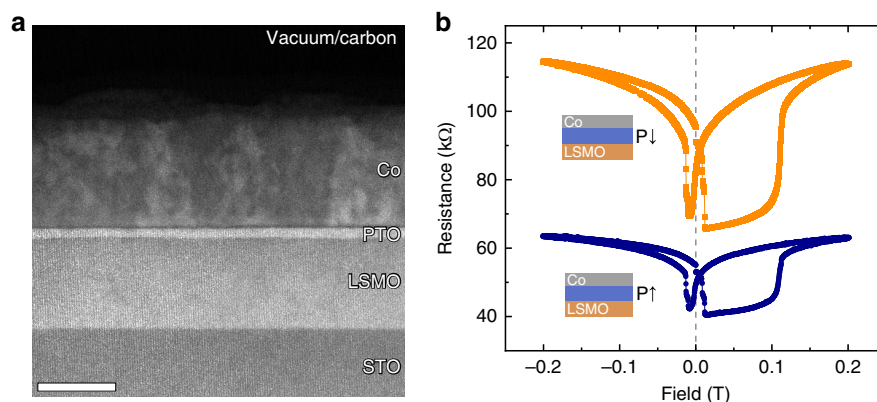 a
Vacuum/carbon
Co
PTO
LSMO
STO
b
120
100
80
60
40
Resistance (kΩ)
Co
P↓
LSMO
Co
P↑
LSMO
−0.2
−0.1
0.0
0.1
0.2
Field (T)